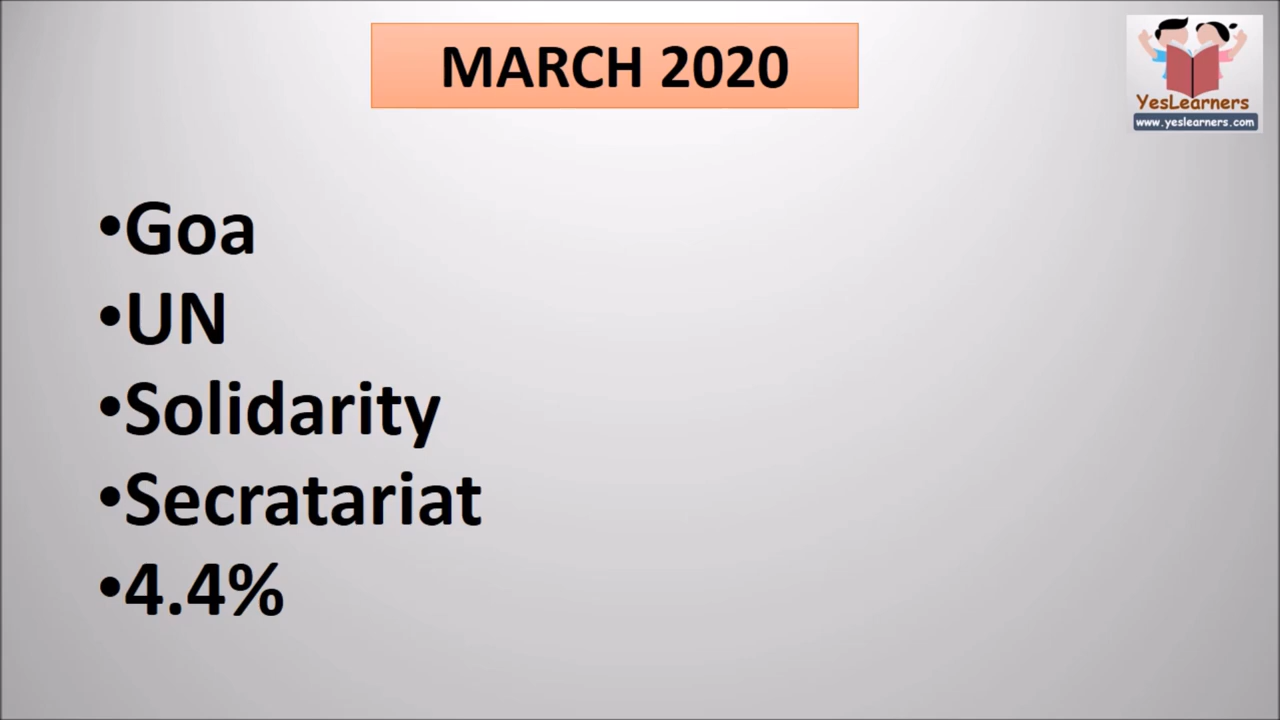 MARCH 2020
YesLearners
www.yeslearners.com
•Goa
•UN
•Solidarity
•Secratariat
•4.4%